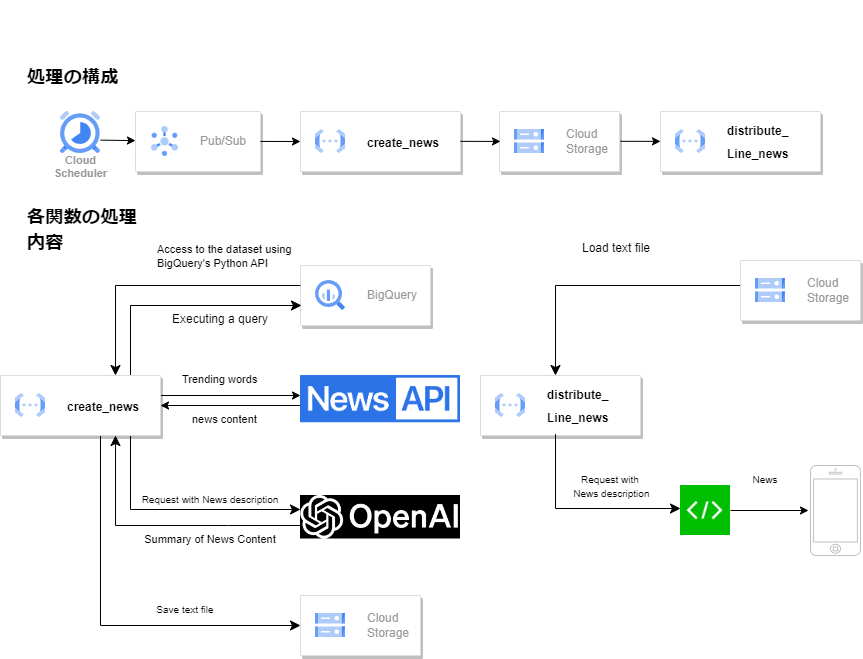 処理の構成
Cloud
Scheduler
Pub/Sub
create_news
Cloud
Storage
distribute_
Line_news
各関数の処理
内容
Access to the dataset using
BigQuery's Python API
BigQuery
Executing a query
Load text file
Cloud
Storage
create_news
Trending words
News API
news content
distribute_
Line_news
Request with News description
OpenAI
Summary of News Content
Request with
News description
</>
News
Save text file
Cloud
Storage